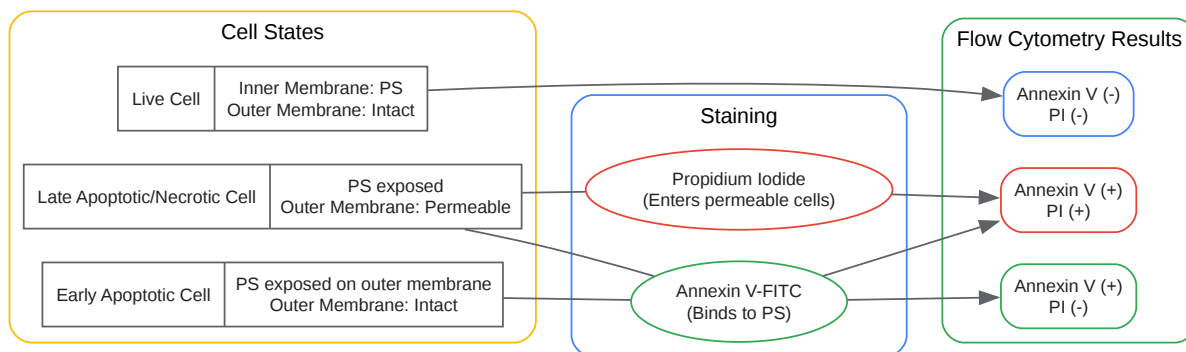 Cell States
Live Cell
Inner Membrane: PS
Outer Membrane: Intact
Late Apoptotic/Necrotic Cell
PS exposed
Outer Membrane: Permeable
Early Apoptotic Cell
PS exposed on outer membrane
Outer Membrane: Intact
Staining
Propidium Iodide
(Enters permeable cells)
Annexin V-FITC
(Binds to PS)
Flow Cytometry Results
Annexin V (-)
PI (-)
Annexin V (+)
PI (+)
Annexin V (+)
PI (-)